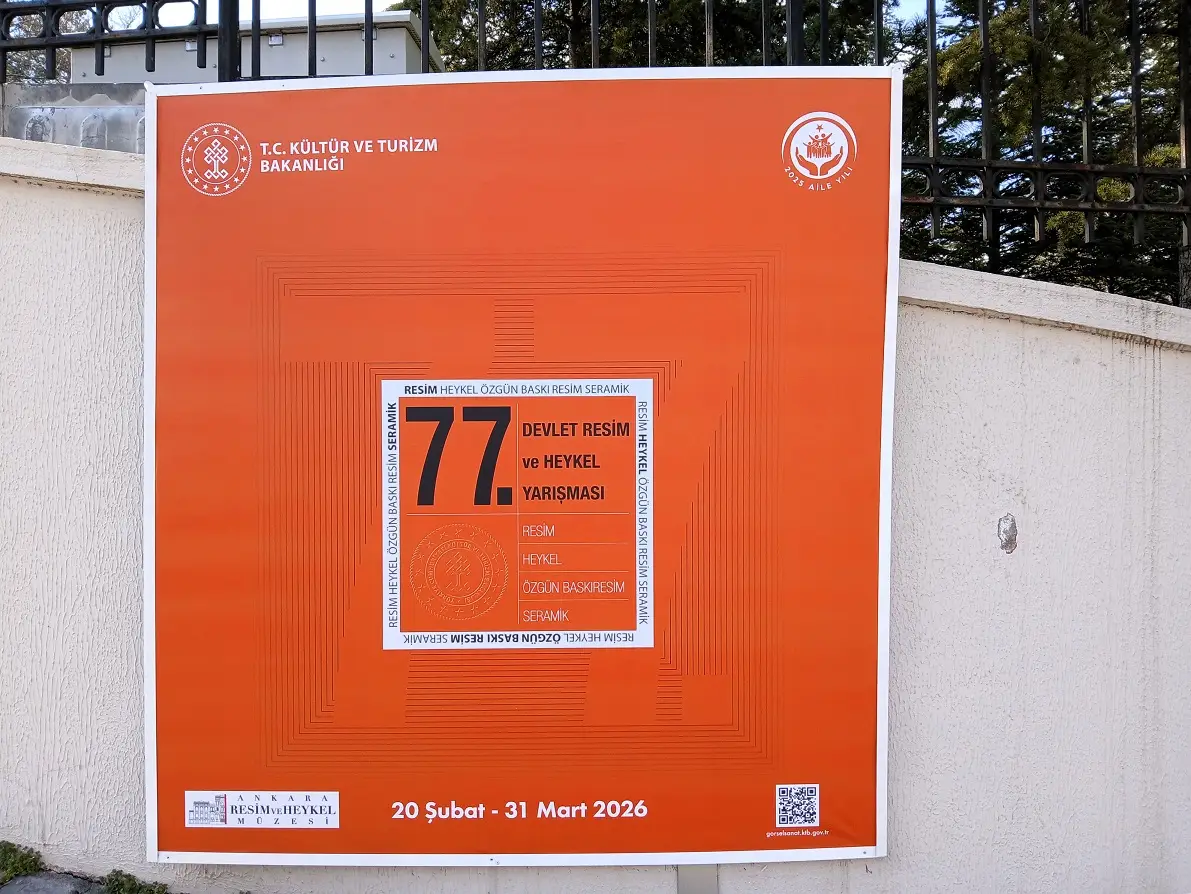 T.C. KÜLTÜR VE TURİZM
BAKANLIĞI
2025 AİLE YILI
RESİM HEYKEL ÖZGÜN BASKI RESİM SERAMİK
RESİM HEYKEL ÖZGÜN BASKI RESİM SERAMİK
RESİM HEYKEL ÖZGÜN BASKI RESİM SERAMİK
RESİM HEYKEL ÖZGÜN BASKI RESİM SERAMİK
77.
DEVLET RESİM
ve HEYKEL
YARIŞMASI
RESİM
HEYKEL
ÖZGÜN BASKIRESİM
SERAMİK
ANKARA
RESİM VE HEYKEL
MÜZESİ
20 Şubat - 31 Mart 2026
gorselsanat.ktb.gov.tr